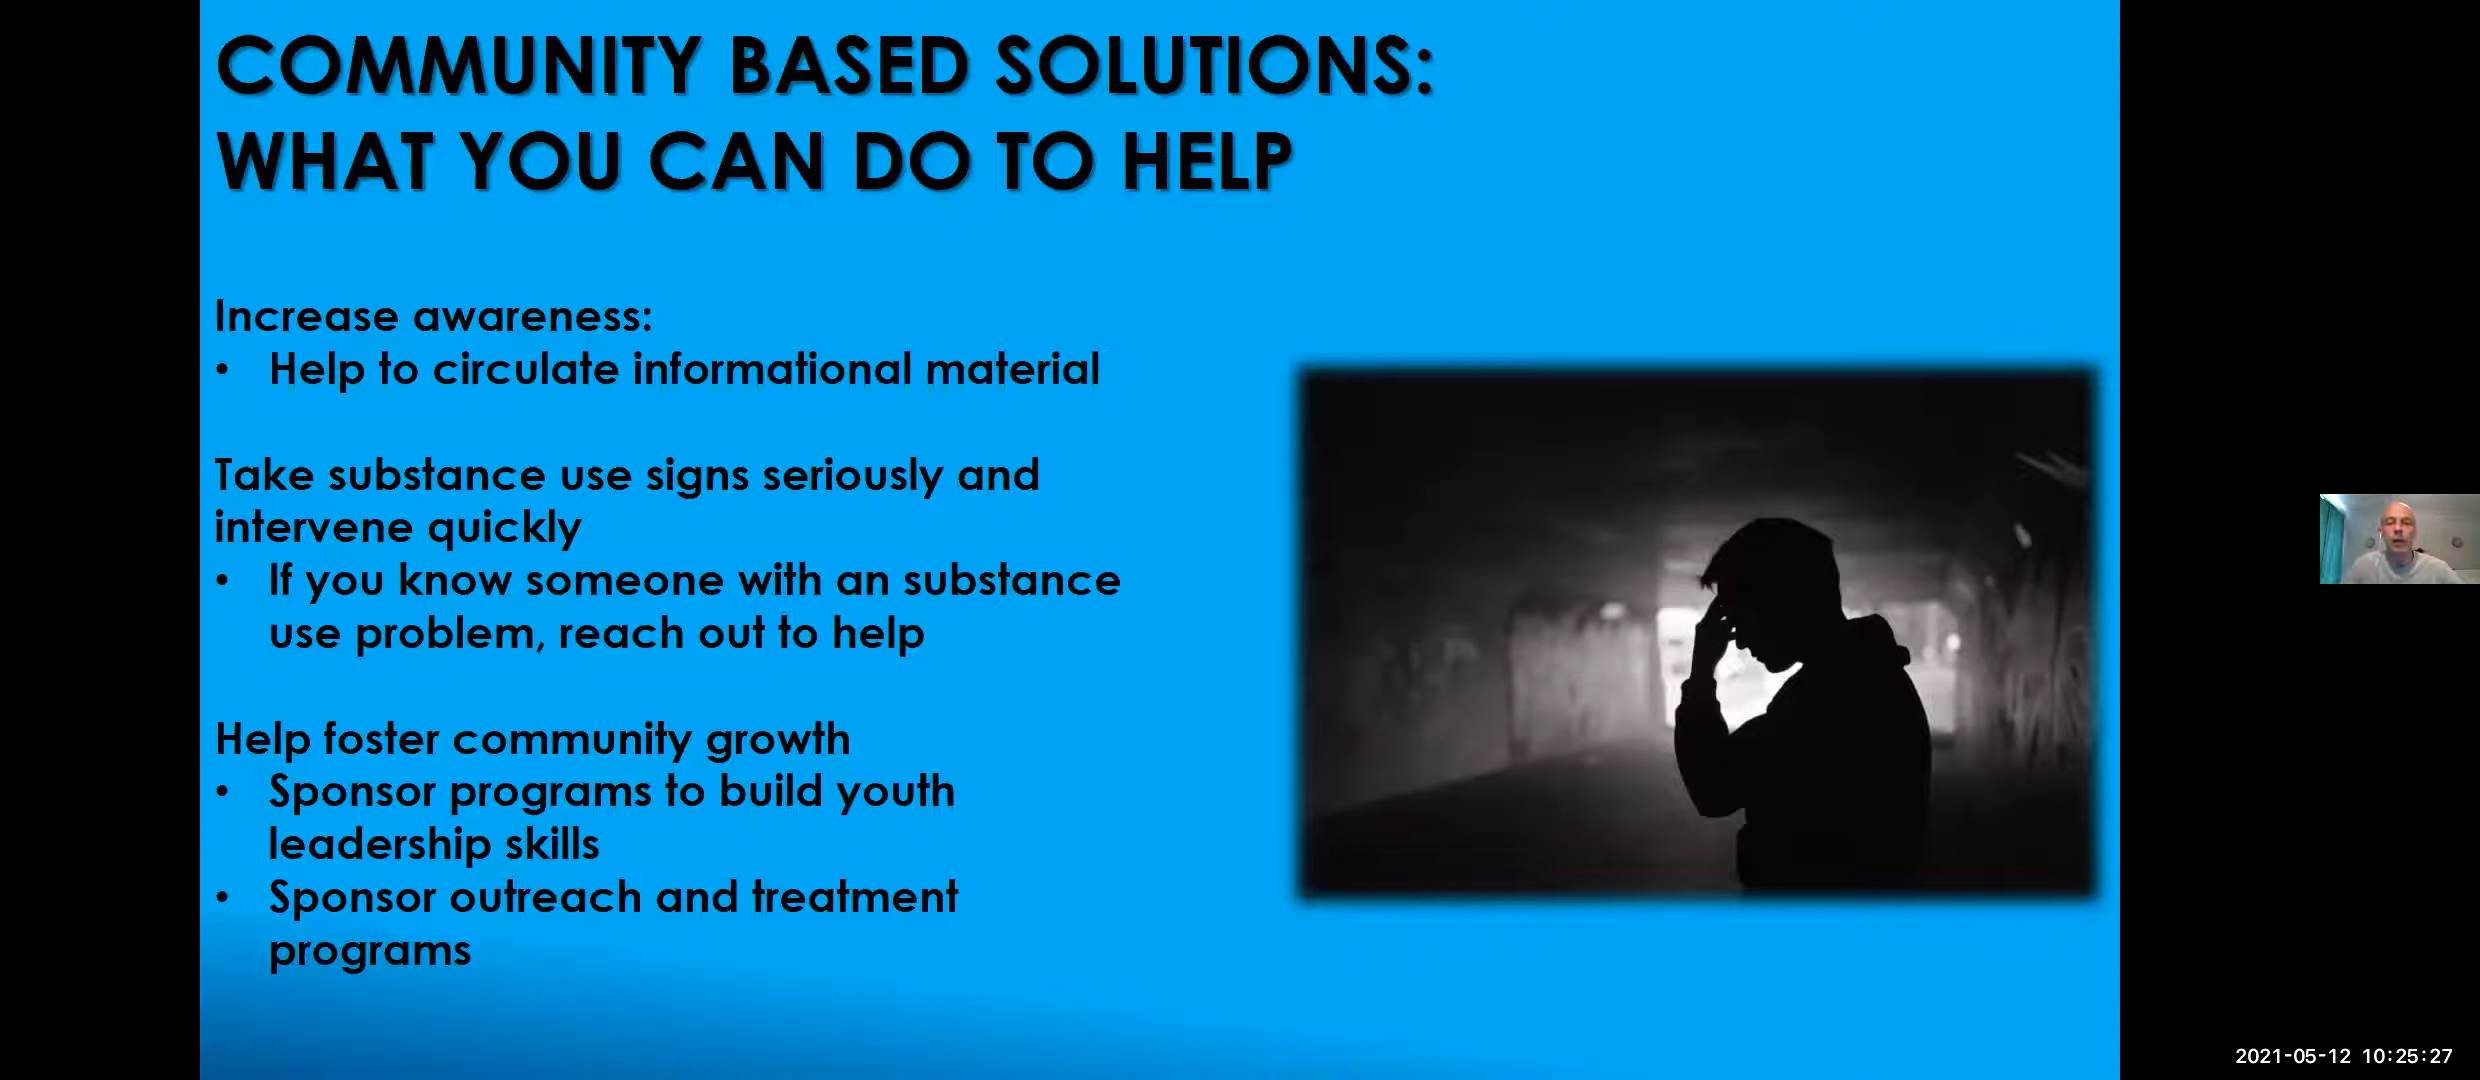 COMMUNITY BASED SOLUTIONS:
WHAT YOU CAN DO TO HELP
Increase awareness:
• Help to circulate informational material
Take substance use signs seriously and
intervene quickly
• If you know someone with an substance
use problem, reach out to help
Help foster community growth
• Sponsor programs to build youth
leadership skills
• Sponsor outreach and treatment
programs
2021-05-12 10:25:27